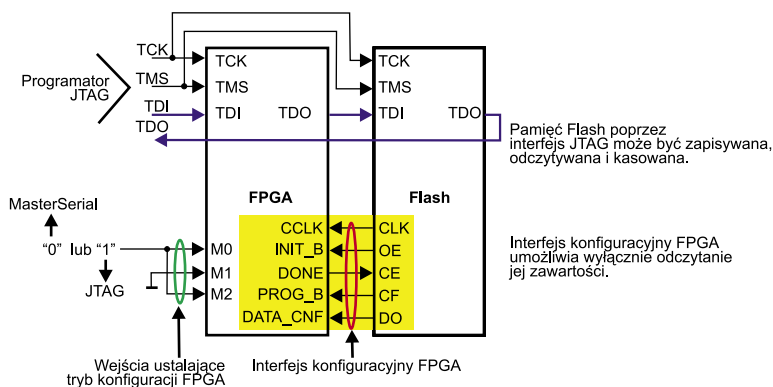 TCK
TMS
TDI
TDO
Programator
JTAG
TCK
TMS
TDI
TDO
FPGA
TCK
TMS
TDI
TDO
Flash
Pamięć Flash poprzez
interfejs JTAG może być zapisywana,
odczytywana i kasowana.
MasterSerial
“0” lub “1”
JTAG
M0
M1
M2
CCLK
INIT_B
DONE
PROG_B
DATA_CNF
CLK
OE
CE
CF
DO
Interfejs konfiguracyjny FPGA
umożliwia wyłącznie odczytanie
jej zawartości.
Wejścia ustalające
tryb konfiguracji FPGA
Interfejs konfiguracyjny FPGA